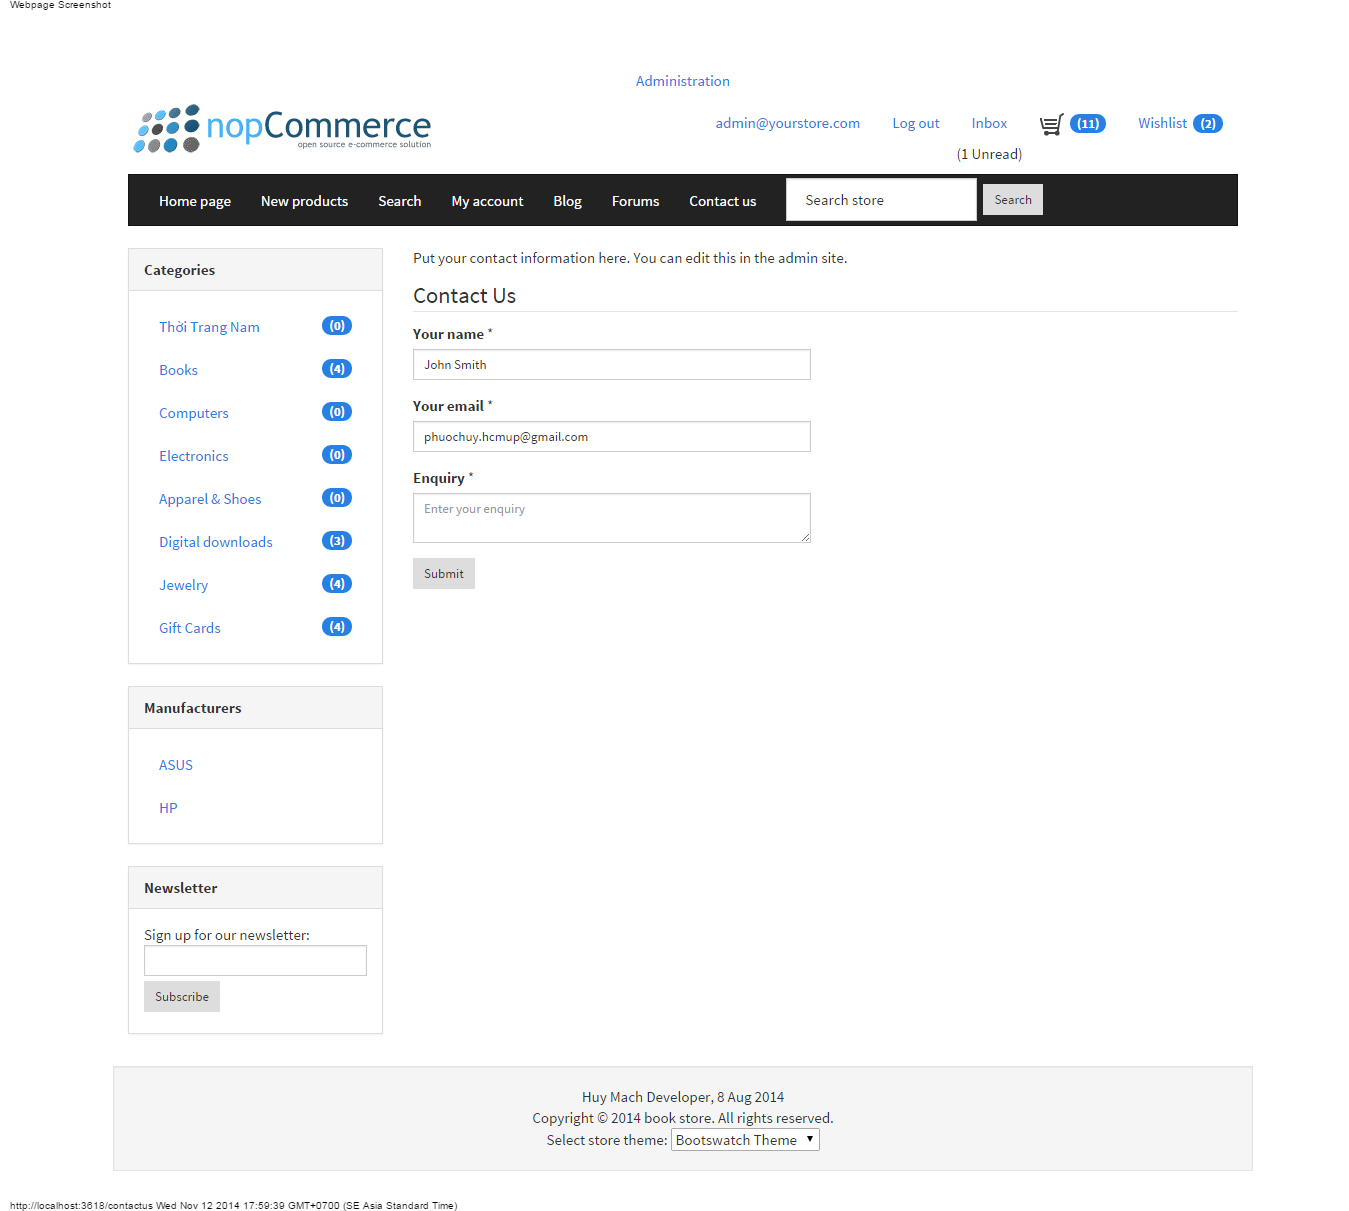 Webpage Screenshot
Administration
nopCommerce
open source e-commerce solution
admin@yourstore.com Log out Inbox (11) Wishlist (2)
(1 Unread)
Home page New products Search My account Blog Forums Contact us Search store Search
Categories
Thời Trang Nam (0)
Books (4)
Computers (0)
Electronics (0)
Apparel & Shoes (0)
Digital downloads (3)
Jewelry (4)
Gift Cards (4)
Manufacturers
ASUS
HP
Newsletter
Sign up for our newsletter:
Subscribe
Put your contact information here. You can edit this in the admin site.
Contact Us
Your name *
John Smith
Your email *
phuochuy.hcmup@gmail.com
Enquiry *
Enter your enquiry
Submit
Huy Mach Developer, 8 Aug 2014
Copyright © 2014 book store. All rights reserved.
Select store theme: Bootswatch Theme
http://localhost:3618/contactus Wed Nov 12 2014 17:59:39 GMT+0700 (SE Asia Standard Time)